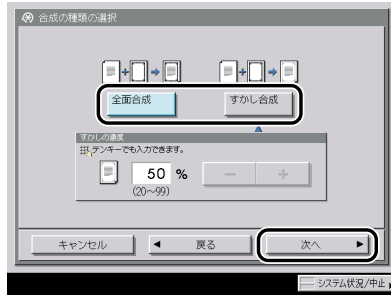 合成の種類の選択
全面合成
すかし合成
すかしの濃度
テンキーでも入力できます。
50 %
(20~99)
− +
キャンセル
◀ 戻る
次へ ▶
システム状況/中止